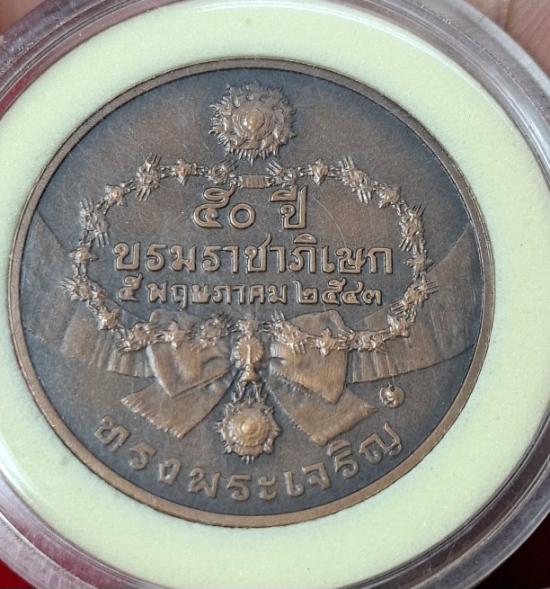 ๕๐ ปี
บรมราชาภิเษก
๕ พฤษภาคม ๒๕๔๓
ทรงพระเจริญ